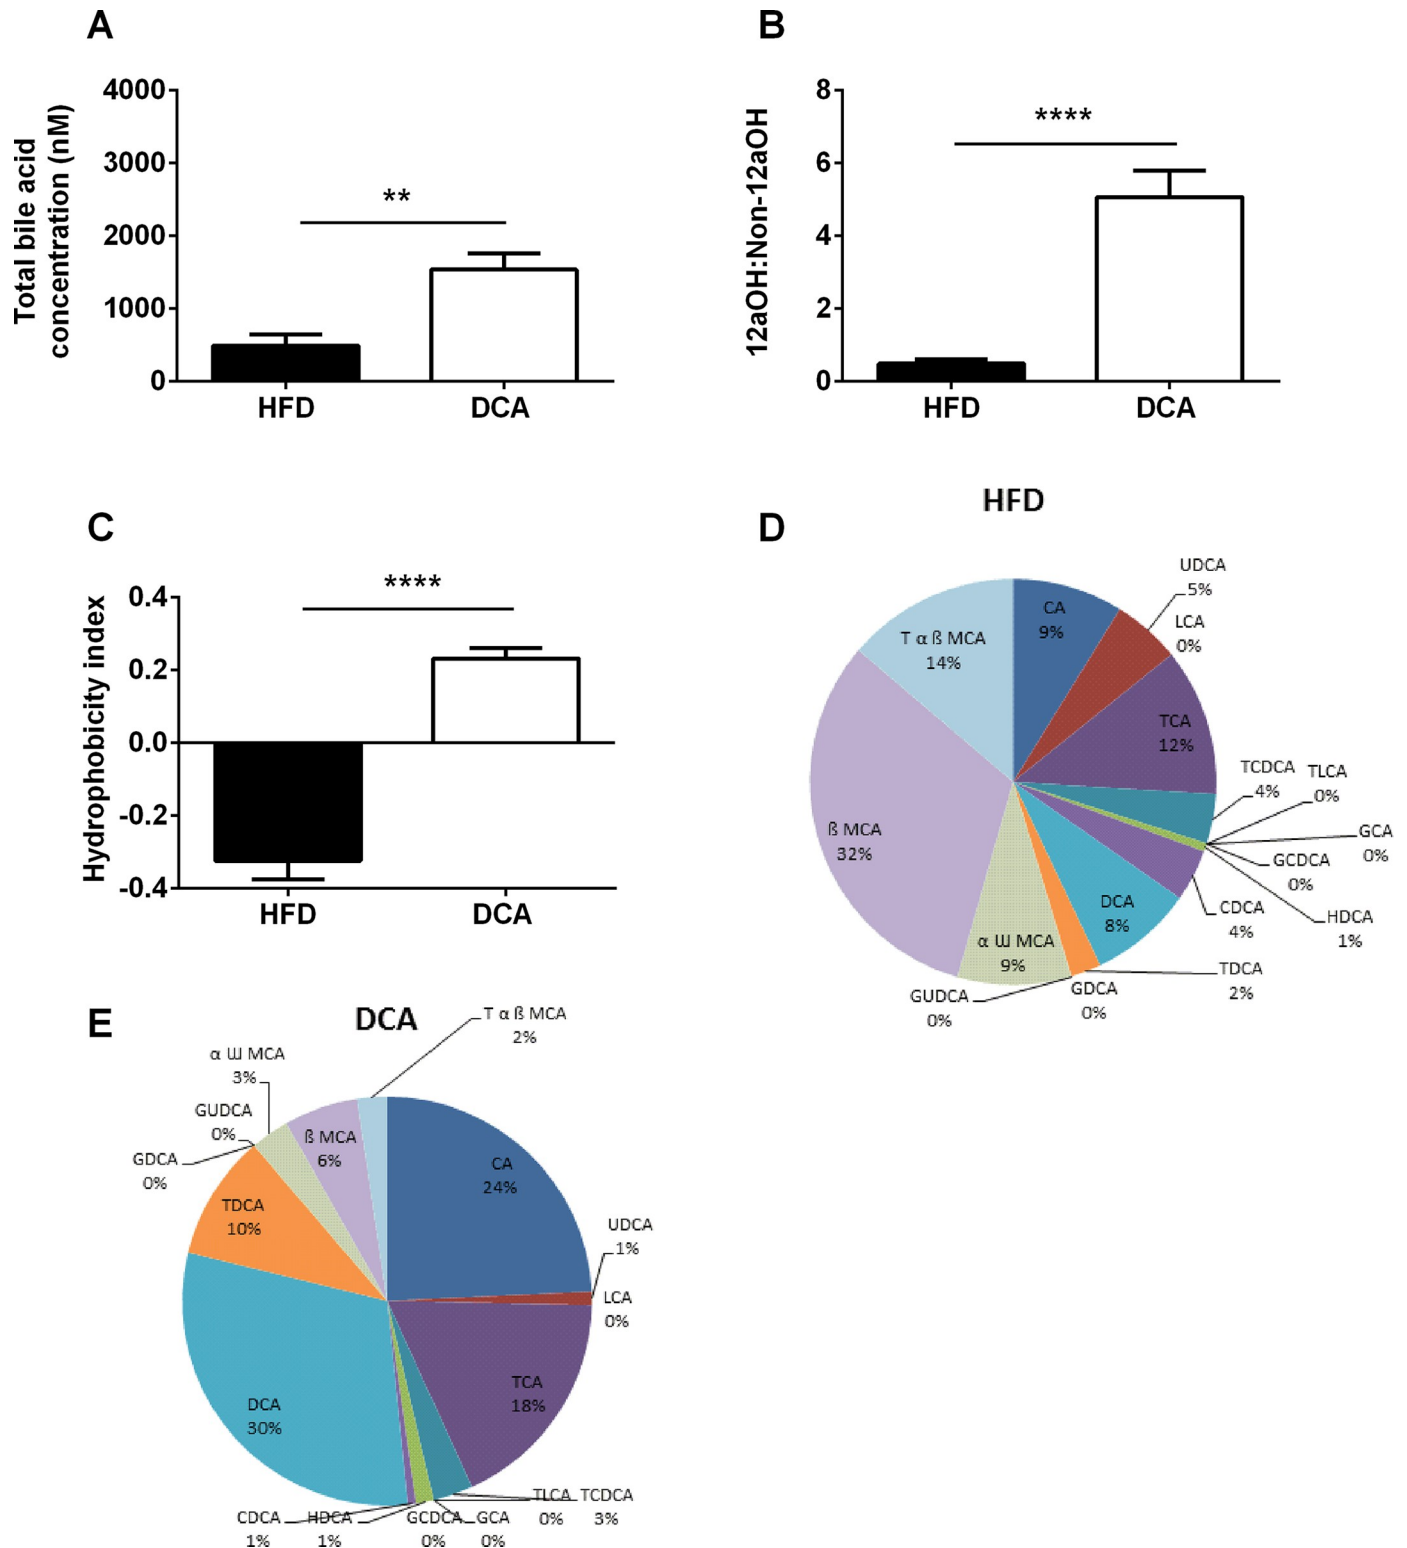 A
Total bile acid
concentration (nM)
4000
3000
2000
1000
0
**
HFD
DCA
B
12aOH:Non-12aOH
8
6
4
2
0
****
HFD
DCA
C
Hydrophobicity index
0.4
0.2
0.0
-0.2
-0.4
****
HFD
DCA
D
HFD
CA
9%
UDCA
5%
LCA
0%
TCA
12%
TCDCA
4%
TLCA
0%
GCA
0%
GCDCA
0%
HDCA
1%
CDCA
4%
DCA
8%
TDCA
2%
GDCA
0%
GUDCA
0%
α Ш MCA
9%
ß MCA
32%
T α ß MCA
14%
E
DCA
T α ß MCA
2%
α Ш MCA
3%
GUDCA
0%
GDCA
0%
ß MCA
6%
TDCA
10%
CA
24%
UDCA
1%
LCA
0%
TCA
18%
DCA
30%
CDCA
1%
HDCA
1%
GCDCA
0%
GCA
0%
TLCA
0%
TCDCA
3%